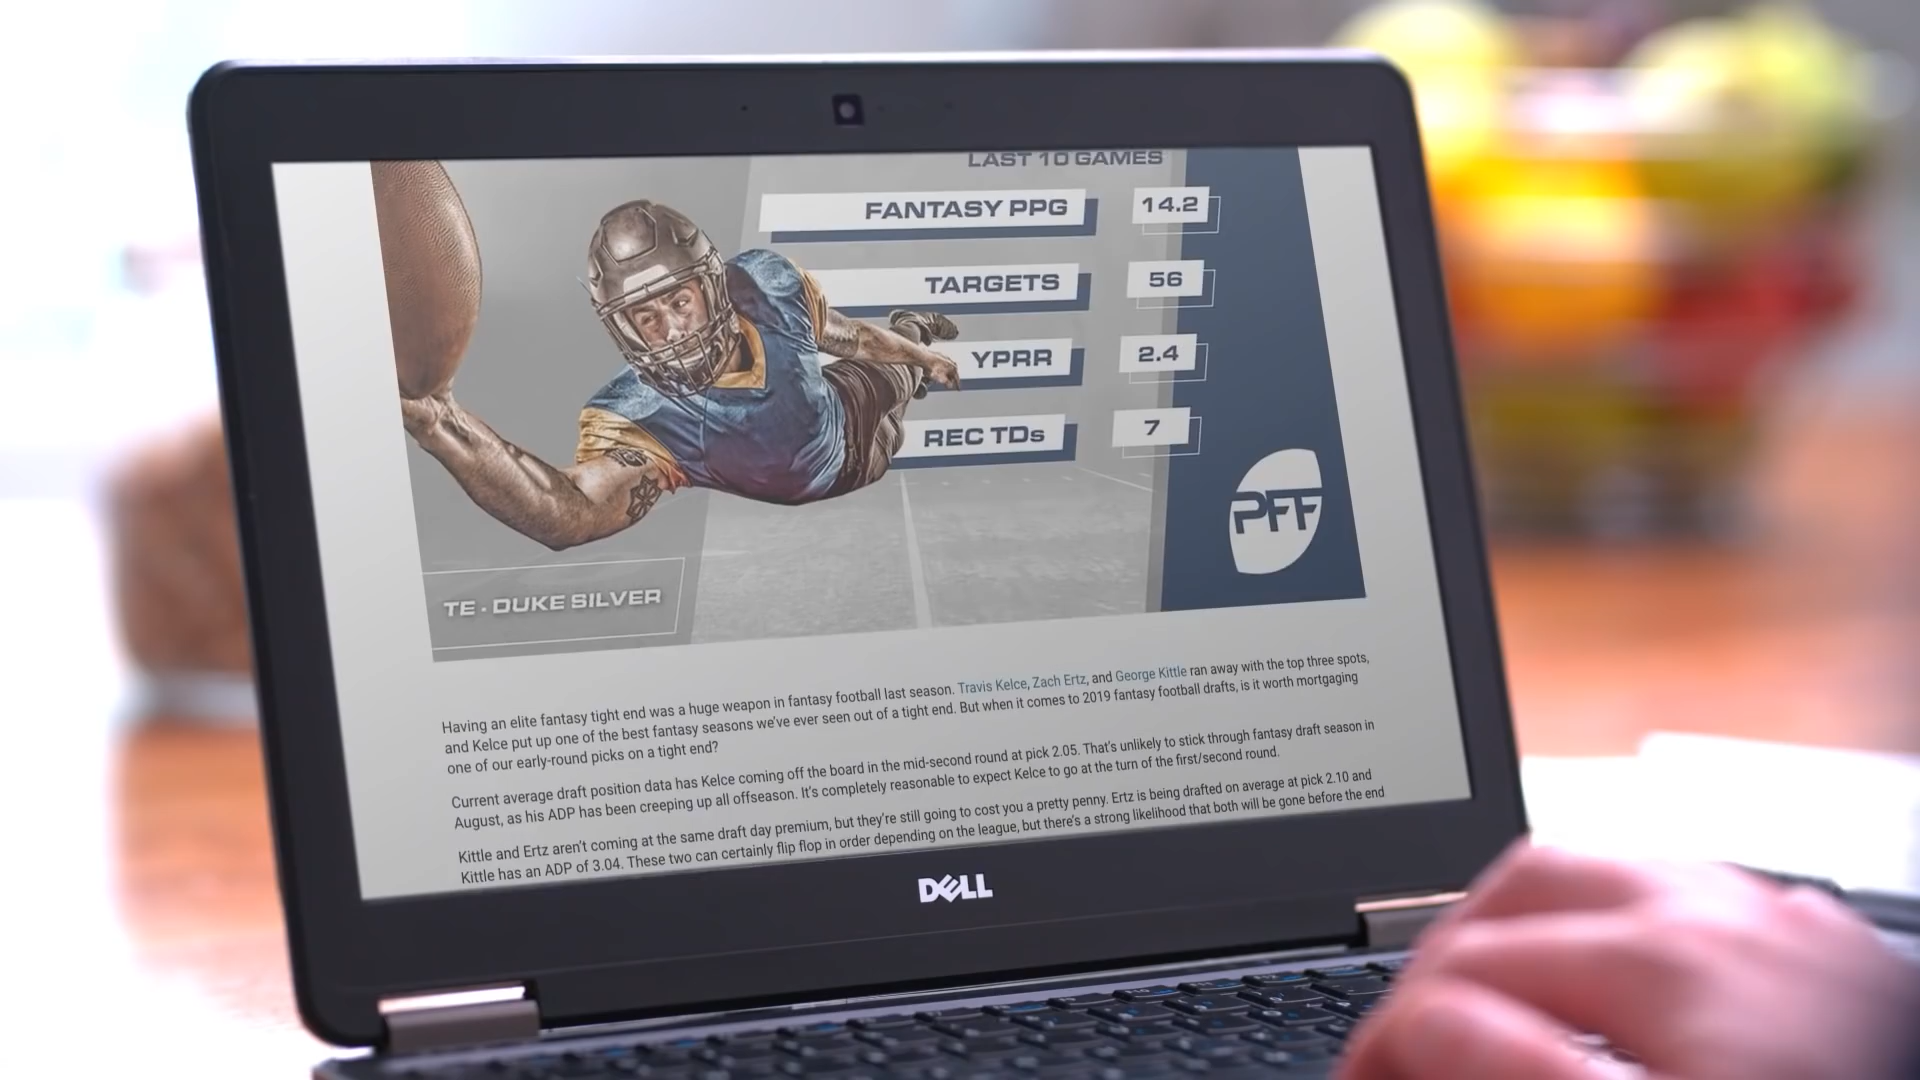 LAST 10 GAMES
FANTASY PPG 14.2
TARGETS 56
YPRR 2.4
REC TDs 7
PFF
TE - DUKE SILVER
Having an elite fantasy tight end was a huge weapon in fantasy football last season. Travis Kelce, Zach Ertz, and George Kittle ran away with the top three spots,
and Kelce put up one of the best fantasy seasons we've ever seen out of a tight end. But when it comes to 2019 fantasy football drafts, is it worth mortgaging
one of our early-round picks on a tight end?
Current average draft position data has Kelce coming off the board in the mid-second round at pick 2.05. That's unlikely to stick through fantasy draft season in
August, as his ADP has been creeping up all offseason. It's completely reasonable to expect Kelce to go at the turn of the first/second round.
Kittle and Ertz aren't coming at the same draft day premium, but they're still going to cost you a pretty penny. Ertz is being drafted on average at pick 2.10 and
Kittle has an ADP of 3.04. These two can certainly flip flop in order depending on the league, but there's a strong likelihood that both will be gone before the end
DELL